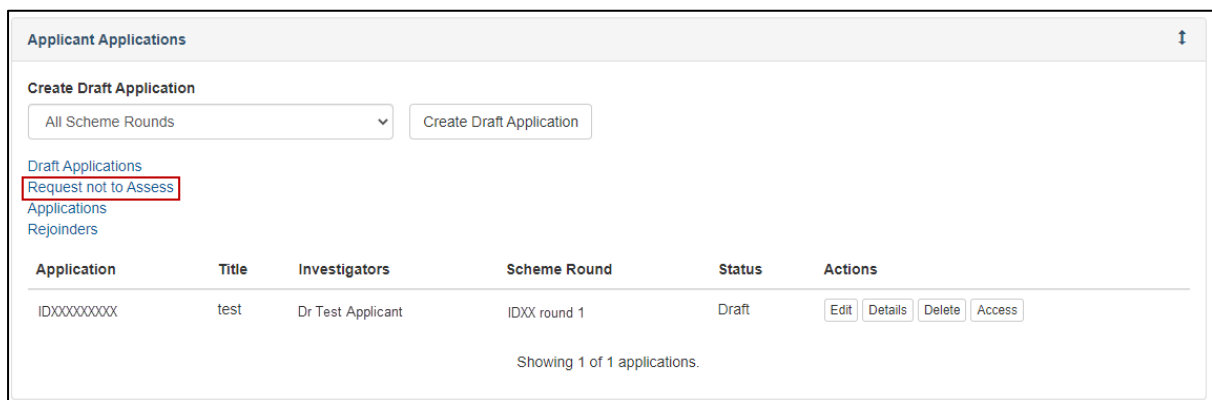 Applicant Applications
Create Draft Application
All Scheme Rounds Create Draft Application
Draft Applications
Request not to Assess
Applications
Rejoinders
Application Title Investigators Scheme Round Status Actions
IDXXXXXXXXX test Dr Test Applicant IDXX round 1 Draft Edit Details Delete Access
Showing 1 of 1 applications.